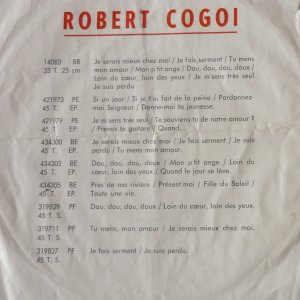 ROBERT COGOI
14083 BR Je serais mieux chez moi / Je fais serment / Tu mens
33 T. 25 cm mon amour / Mon p'tit ange / Dou, dou, dou, doux /
Loin du cœur, loin des yeux / Je m'sens très seul
Je suis perdu
421973 PE Si un jour / Si je t'ai fait de la peine / Pardonnez-
45 T. EP. moi Seigneur / Donne-moi ta jeunesse.
421979 PE Je m'sens très seul / Te souviens-tu de notre amour ?
45 T. EP. / Prends ta guitare / Quand.
434300 BE Je serais mieux chez moi / Je fais serment / Je suis
45 T. EP. perdu / Tu mens mon amour.
434302 BE Dou, dou, dou, doux / Mon p'tit ange / Loin du
45 T. EP. cœur, loin des yeux / Quand le jour se lève.
434305 BE Près de ma rivière / Présent'moi / Fille du Soleil /
45 T. EP. Toute une vie.
319829 PF Dou, dou, dou, doux. / Loin du cœur, loin des yeux.
45 T. S.
319711 PF Tu mens, mon amour / Je serais mieux chez moi.
45 T. S.
319827 PF Je fais serment / Je suis perdu.
45 T. S